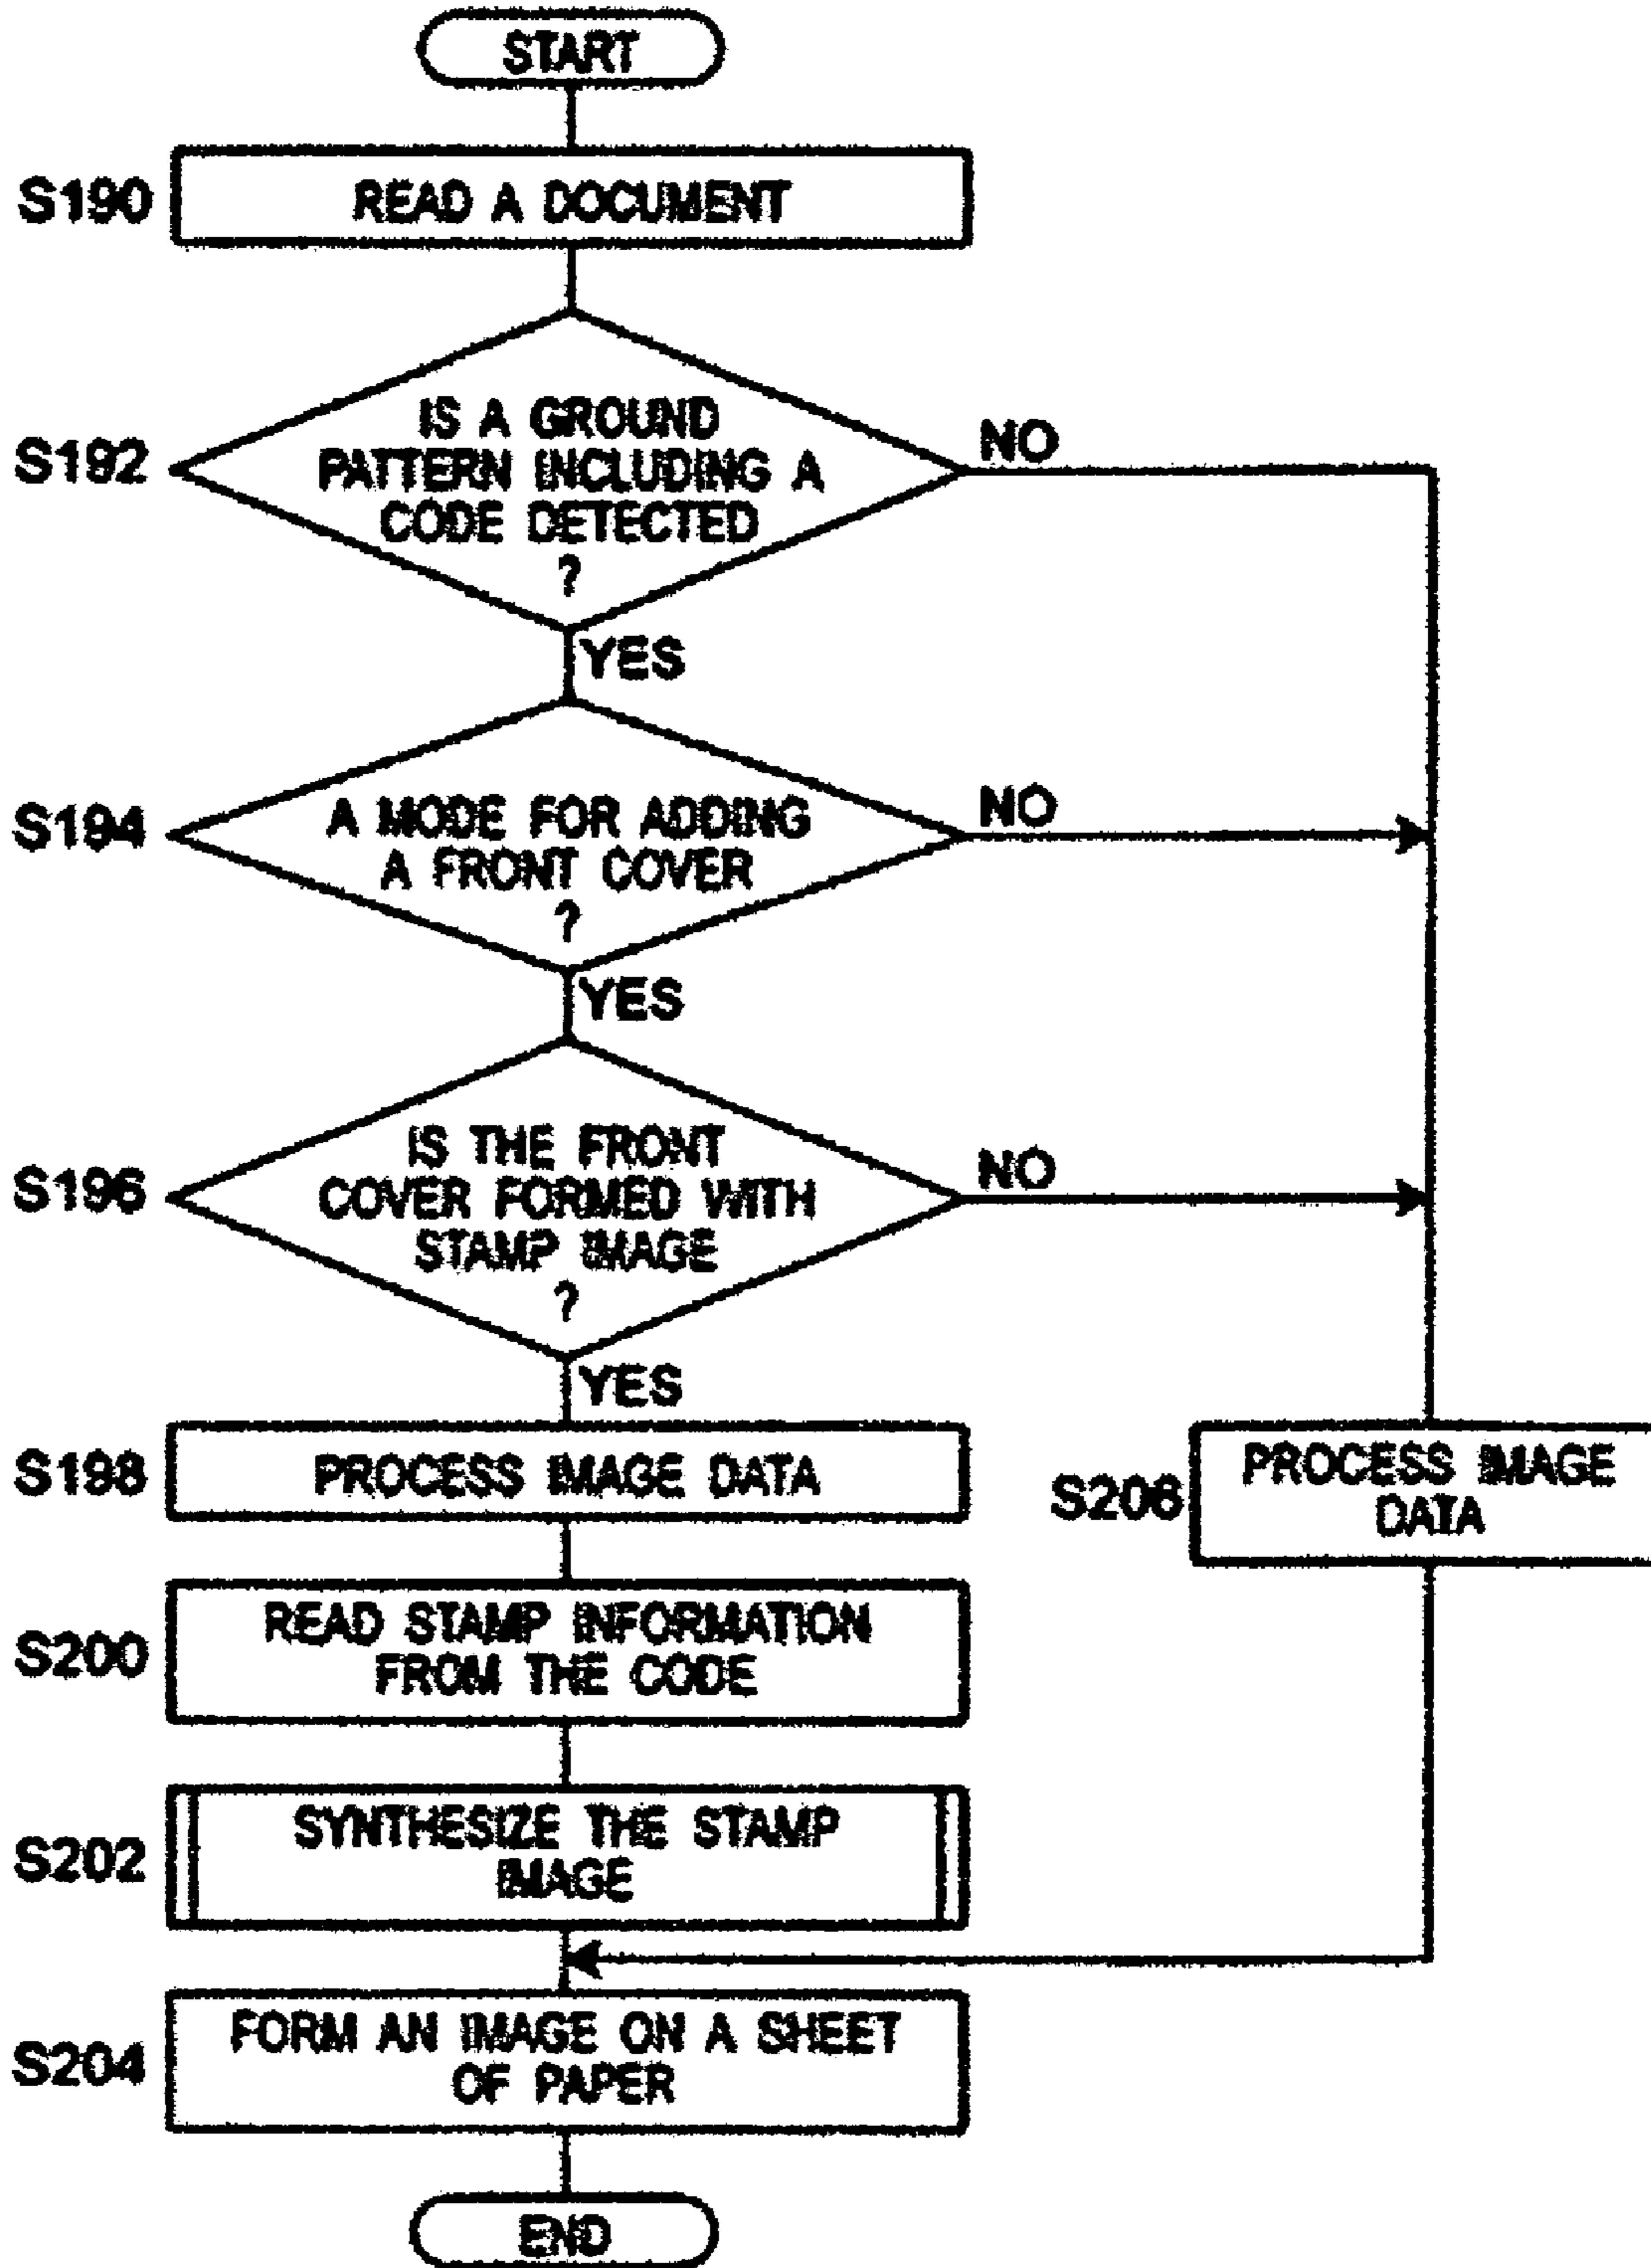 START
S190
READ A DOCUMENT
S192
IS A GROUND
PATTERN INCLUDING A
CODE DETECTED
?
NO
YES
S194
A MODE FOR ADDING
A FRONT COVER
?
NO
YES
S196
IS THE FRONT
COVER FORMED WITH
STAMP IMAGE
?
NO
YES
S198
PROCESS IMAGE DATA
S206
PROCESS IMAGE
DATA
S200
READ STAMP INFORMATION
FROM THE CODE
S202
SYNTHESIZE THE STAMP
IMAGE
S204
FORM AN IMAGE ON A SHEET
OF PAPER
END